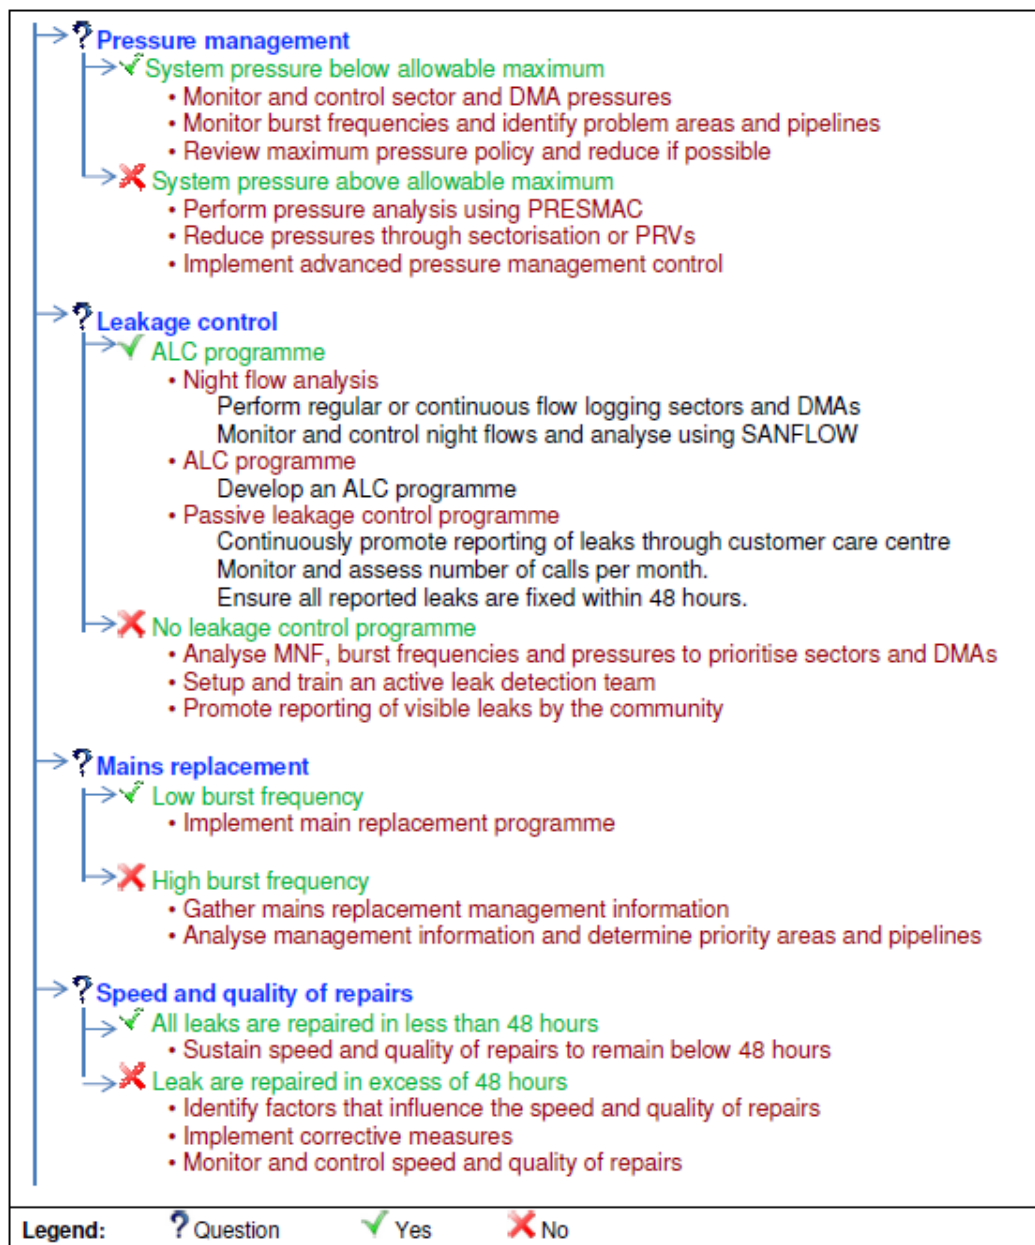 Pressure management
System pressure below allowable maximum
• Monitor and control sector and DMA pressures
• Monitor burst frequencies and identify problem areas and pipelines
• Review maximum pressure policy and reduce if possible
System pressure above allowable maximum
• Perform pressure analysis using PRESMAC
• Reduce pressures through sectorisation or PRVs
• Implement advanced pressure management control
Leakage control
ALC programme
• Night flow analysis
Perform regular or continuous flow logging sectors and DMAs
Monitor and control night flows and analyse using SANFLOW
• ALC programme
Develop an ALC programme
• Passive leakage control programme
Continuously promote reporting of leaks through customer care centre
Monitor and assess number of calls per month.
Ensure all reported leaks are fixed within 48 hours.
No leakage control programme
• Analyse MNF, burst frequencies and pressures to prioritise sectors and DMAs
• Setup and train an active leak detection team
• Promote reporting of visible leaks by the community
Mains replacement
Low burst frequency
• Implement main replacement programme
High burst frequency
• Gather mains replacement management information
• Analyse management information and determine priority areas and pipelines
Speed and quality of repairs
All leaks are repaired in less than 48 hours
• Sustain speed and quality of repairs to remain below 48 hours
Leak are repaired in excess of 48 hours
• Identify factors that influence the speed and quality of repairs
• Implement corrective measures
• Monitor and control speed and quality of repairs
Legend: ? Question ✓ Yes ✗ No